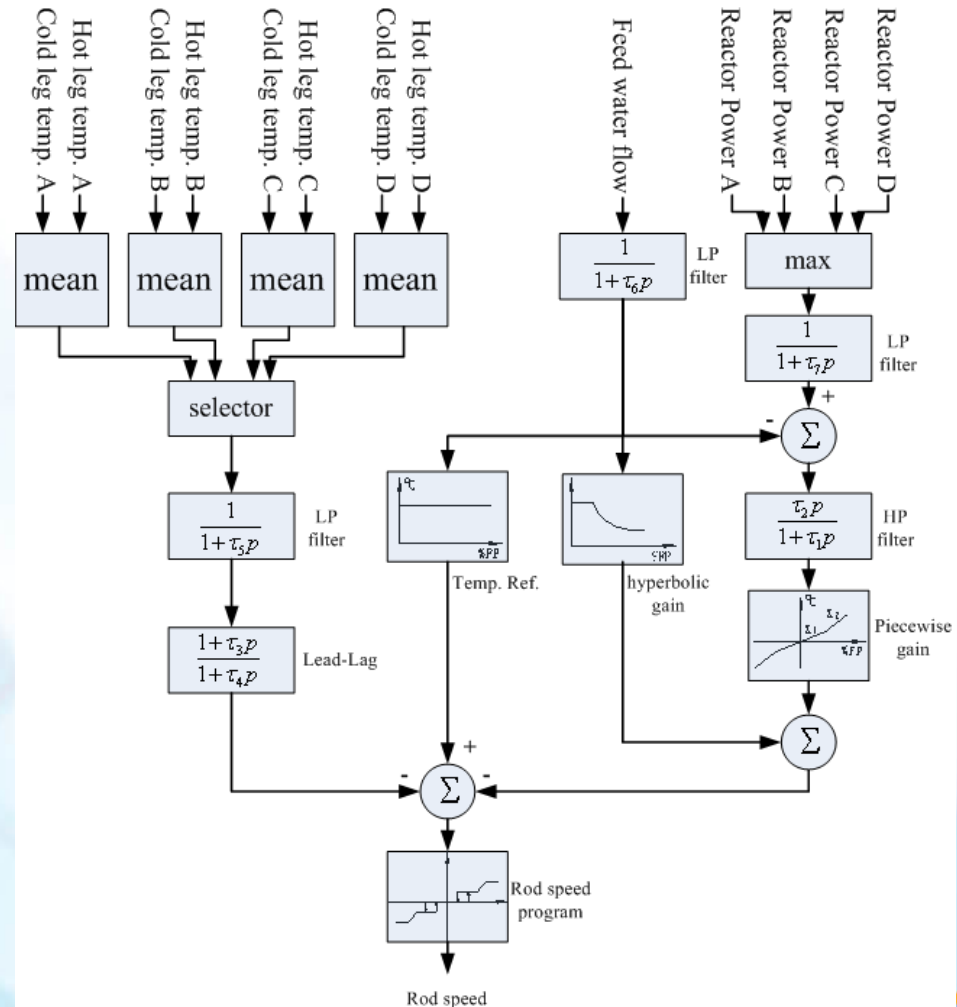 Cold leg temp. A
Hot leg temp. A
Cold leg temp. B
Hot leg temp. B
Cold leg temp. C
Hot leg temp. C
Cold leg temp. D
Hot leg temp. D
Feed water flow
Reactor Power A
Reactor Power B
Reactor Power C
Reactor Power D
mean
mean
mean
mean
1
1 + τ₆p
LP
filter
max
1
1 + τ₇p
LP
filter
selector
+
-
Σ
1
1 + τ₅p
LP
filter
°C
%FP
Temp. Ref.
%FP
hyperbolic
gain
τ₂p
1 + τ₁p
HP
filter
°C
%FP
Piecewise
gain
1 + τ₃p
1 + τ₄p
Lead-Lag
Σ
+
-
-
Σ
Rod speed
program
Rod speed